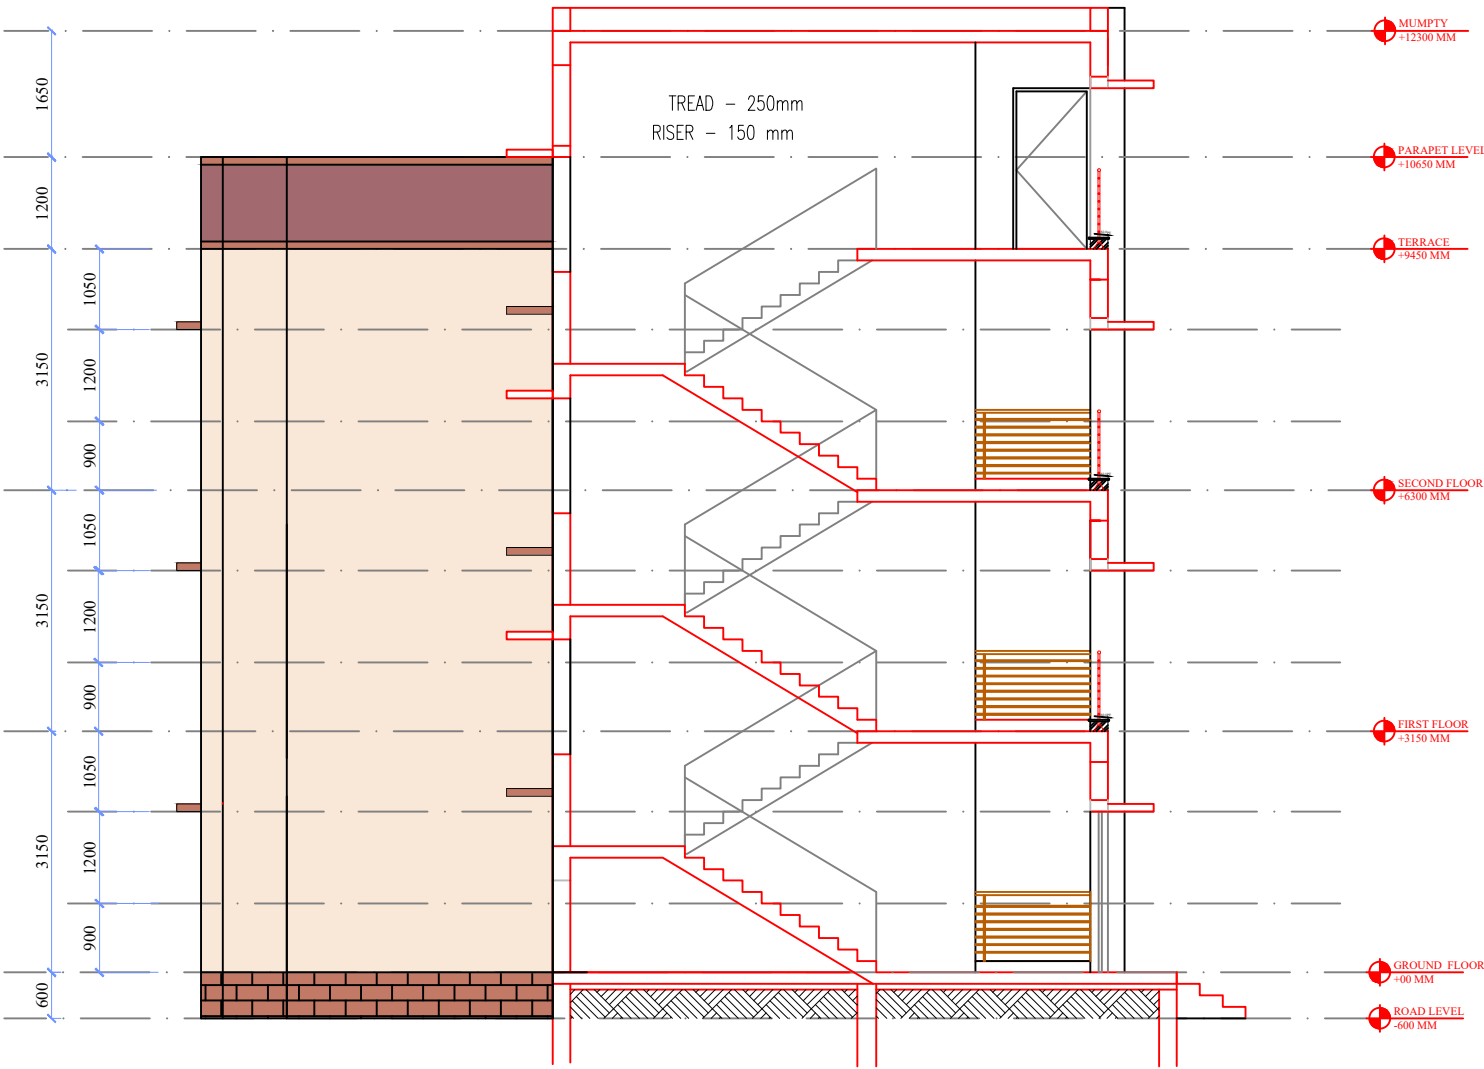 MUMPTY
+12300 MM
TREAD - 250mm
RISER - 150 mm
1650
PARAPET LEVEL
+10650 MM
1200
TERRACE
+9450 MM
1050
3150
1200
900
SECOND FLOOR
+6300 MM
1050
3150
1200
900
FIRST FLOOR
+3150 MM
1050
3150
1200
900
GROUND FLOOR
+00 MM
600
ROAD LEVEL
-600 MM